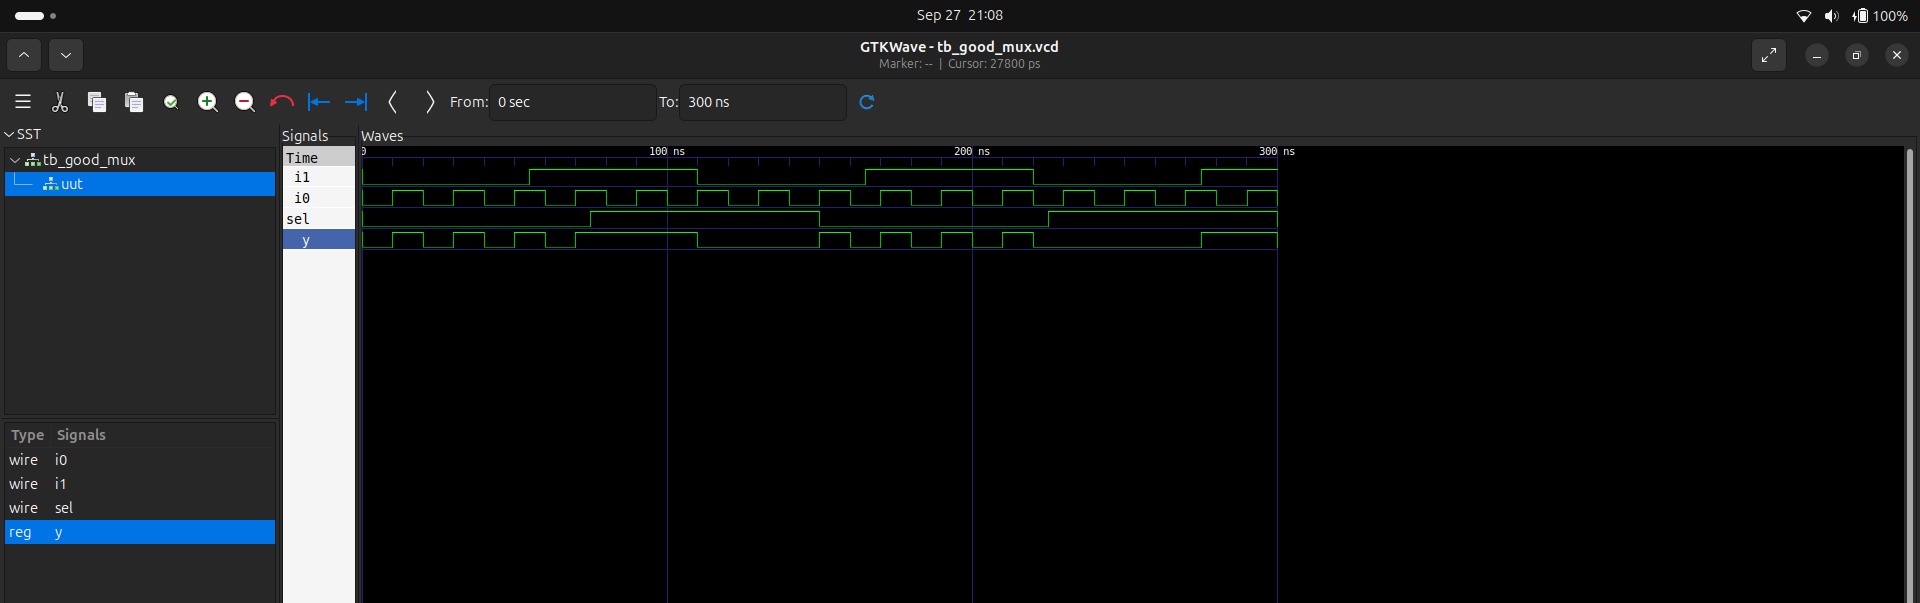 Sep 27 21:08
100%
GTKWave - tb_good_mux.vcd
Marker: -- | Cursor: 27800 ps
From: 0 sec To: 300 ns
SST
tb_good_mux
uut
Type Signals
wire i0
wire i1
wire sel
reg y
Signals
Time
i1
i0
sel
y
Waves
0 100 ns 200 ns 300 ns